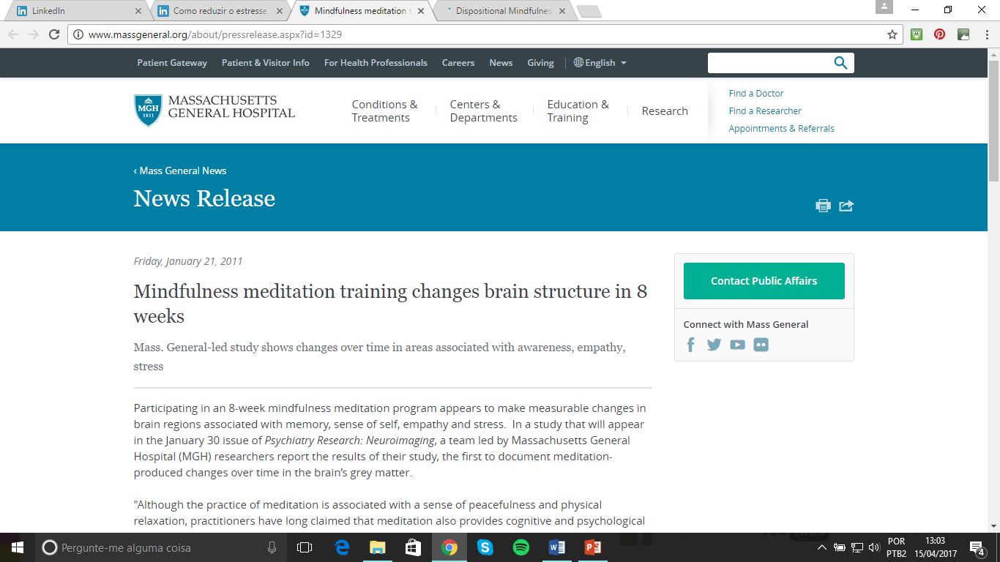 LinkedIn
Como reduzir o estresse
Mindfulness meditation t
Dispositional Mindfulnes
www.massgeneral.org/about/pressrelease.aspx?id=1329
Patient Gateway Patient & Visitor Info For Health Professionals Careers News Giving English
MGH
1811
MASSACHUSETTS
GENERAL HOSPITAL
Conditions &
Treatments
Centers &
Departments
Education &
Training
Research
Find a Doctor
Find a Researcher
Appointments & Referrals
‹ Mass General News
News Release
Friday, January 21, 2011
Mindfulness meditation training changes brain structure in 8
weeks
Mass. General-led study shows changes over time in areas associated with awareness, empathy,
stress
Participating in an 8-week mindfulness meditation program appears to make measurable changes in
brain regions associated with memory, sense of self, empathy and stress.  In a study that will appear
in the January 30 issue of Psychiatry Research: Neuroimaging, a team led by Massachusetts General
Hospital (MGH) researchers report the results of their study, the first to document meditation-
produced changes over time in the brain's grey matter.
"Although the practice of meditation is associated with a sense of peacefulness and physical
relaxation, practitioners have long claimed that meditation also provides cognitive and psychological
Contact Public Affairs
Connect with Mass General
Pergunte-me alguma coisa
POR
PTB2
13:03
15/04/2017
4